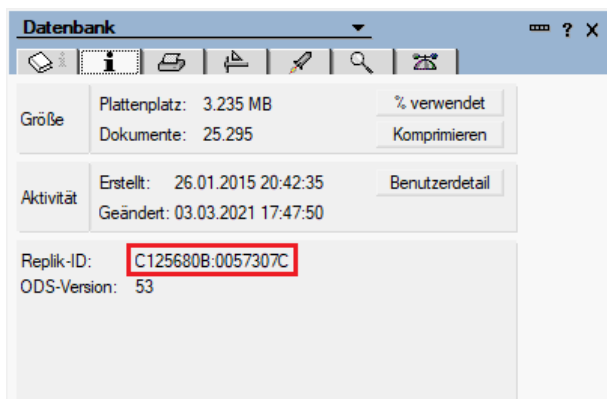 Datenbank
? X
i
Größe
Plattenplatz: 3.235 MB
% verwendet
Dokumente: 25.295
Komprimieren
Aktivität
Erstellt: 26.01.2015 20:42:35
Benutzerdetail
Geändert: 03.03.2021 17:47:50
Replik-ID: C125680B:0057307C
ODS-Version: 53